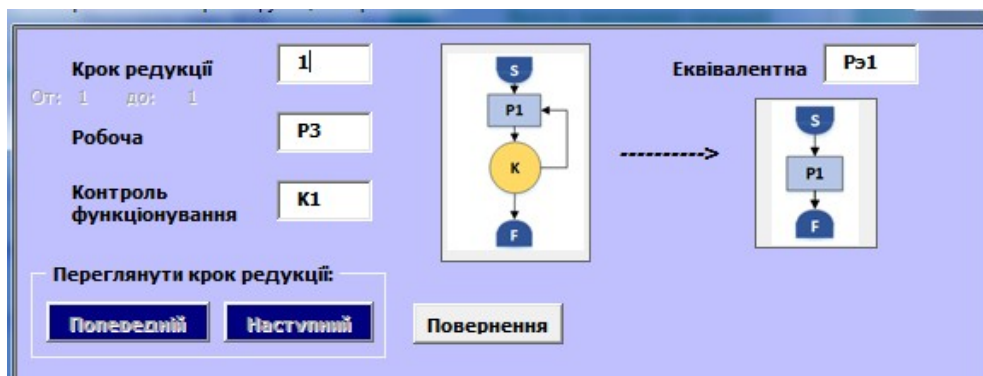 Крок редукції
1
От: 1 до: 1
Робоча
Р3
Контроль
функціонування
К1
S
P1
K
F
---------->
Еквівалентна
Рэ1
S
P1
F
Переглянути крок редукції:
Попередній
Наступний
Повернення